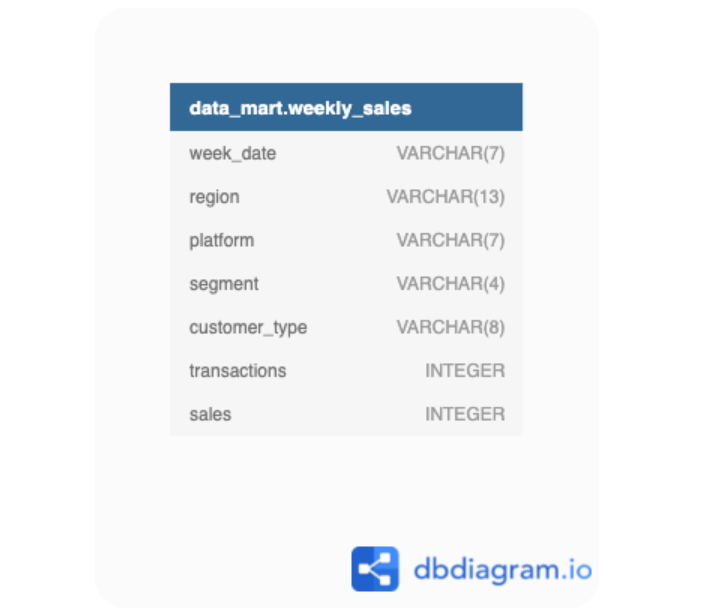 data_mart.weekly_sales
week_date VARCHAR(7)
region VARCHAR(13)
platform VARCHAR(7)
segment VARCHAR(4)
customer_type VARCHAR(8)
transactions INTEGER
sales INTEGER
dbdiagram.io